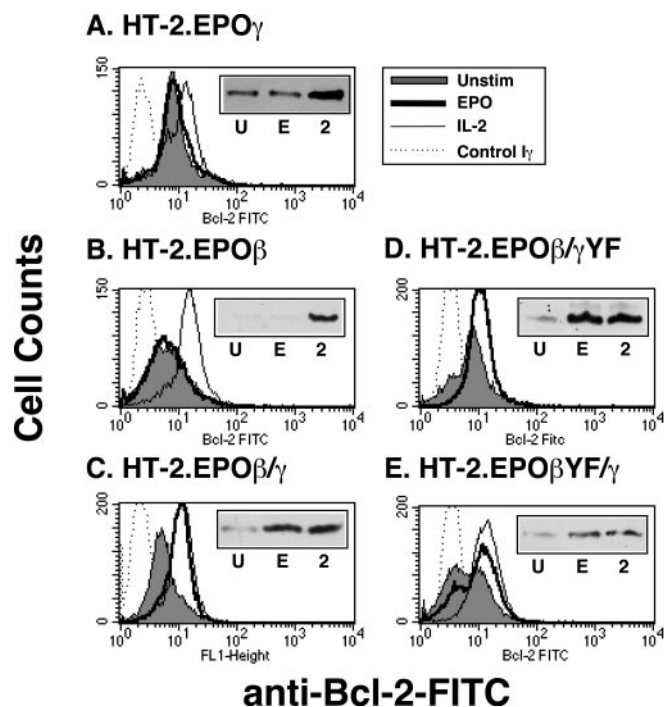 A. HT-2.EPOγ
150
0
10⁰ 10¹ 10² 10³ 10⁴
Bcl-2 FITC
U E 2
Unstim
EPO
IL-2
Control Iγ
B. HT-2.EPOβ
150
0
10⁰ 10¹ 10² 10³ 10⁴
Bcl-2 FITC
U E 2
D. HT-2.EPOβ/γYF
200
0
10⁰ 10¹ 10² 10³ 10⁴
Bcl-2 Fitc
U E 2
C. HT-2.EPOβ/γ
200
0
10⁰ 10¹ 10² 10³ 10⁴
FL1-Height
U E 2
E. HT-2.EPOβYF/γ
200
0
10⁰ 10¹ 10² 10³ 10⁴
Bcl-2 FITC
U E 2
Cell Counts
anti-Bcl-2-FITC